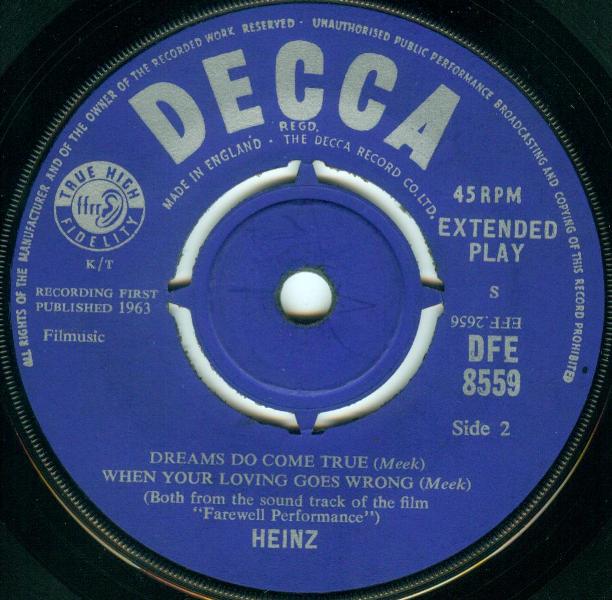 ALL RIGHTS OF THE MANUFACTURER AND OF THE OWNER OF THE RECORDED WORK RESERVED · UNAUTHORISED PUBLIC PERFORMANCE BROADCASTING AND COPYING OF THIS RECORD PROHIBITED
DECCA
REGD.
MADE IN ENGLAND · THE DECCA RECORD CO. LTD.
TRUE HIGH
ffrr
FIDELITY
K/T
45 RPM
EXTENDED
PLAY
RECORDING FIRST
PUBLISHED 1963
Filmusic
S
EFF.2656
DFE
8559
Side 2
DREAMS DO COME TRUE (Meek)
WHEN YOUR LOVING GOES WRONG (Meek)
(Both from the sound track of the film
"Farewell Performance")
HEINZ